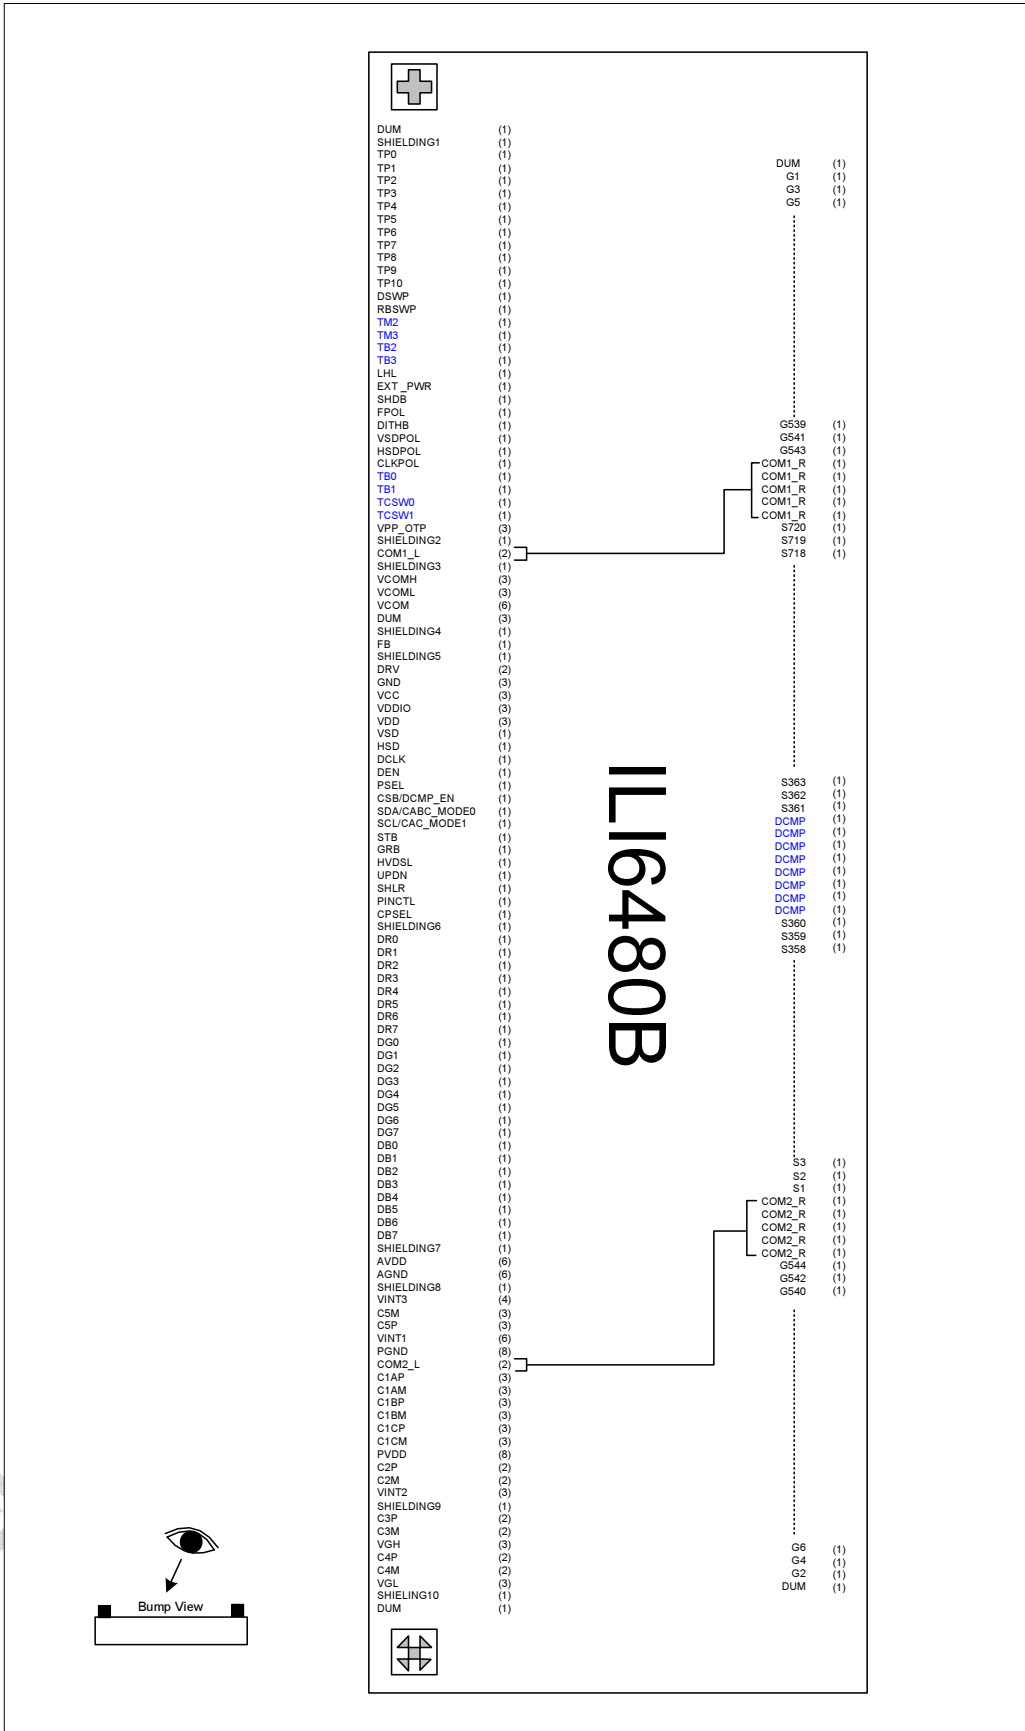 DUM (1)
SHIELDING1 (1)
TP0 (1)
TP1 (1)
TP2 (1)
TP3 (1)
TP4 (1)
TP5 (1)
TP6 (1)
TP7 (1)
TP8 (1)
TP9 (1)
TP10 (1)
DSWP (1)
RBSWP (1)
TM2 (1)
TM3 (1)
TB2 (1)
TB3 (1)
LHL (1)
EXT _PWR (1)
SHDB (1)
FPOL (1)
DITHB (1)
VSDPOL (1)
HSDPOL (1)
CLKPOL (1)
TB0 (1)
TB1 (1)
TCSW0 (1)
TCSW1 (1)
VPP_OTP (3)
SHIELDING2 (1)
COM1_L (2)
SHIELDING3 (1)
VCOMH (3)
VCOML (3)
VCOM (6)
DUM (3)
SHIELDING4 (1)
FB (1)
SHIELDING5 (1)
DRV (2)
GND (3)
VCC (3)
VDDIO (3)
VDD (3)
VSD (1)
HSD (1)
DCLK (1)
DEN (1)
PSEL (1)
CSB/DCMP_EN (1)
SDA/CABC_MODE0 (1)
SCL/CAC_MODE1 (1)
STB (1)
GRB (1)
HVDSL (1)
UPDN (1)
SHLR (1)
PINCTL (1)
CPSEL (1)
SHIELDING6 (1)
DR0 (1)
DR1 (1)
DR2 (1)
DR3 (1)
DR4 (1)
DR5 (1)
DR6 (1)
DR7 (1)
DG0 (1)
DG1 (1)
DG2 (1)
DG3 (1)
DG4 (1)
DG5 (1)
DG6 (1)
DG7 (1)
DB0 (1)
DB1 (1)
DB2 (1)
DB3 (1)
DB4 (1)
DB5 (1)
DB6 (1)
DB7 (1)
SHIELDING7 (1)
AVDD (6)
AGND (6)
SHIELDING8 (1)
VINT3 (4)
C5M (3)
C5P (3)
VINT1 (6)
PGND (8)
COM2_L (2)
C1AP (3)
C1AM (3)
C1BP (3)
C1BM (3)
C1CP (3)
C1CM (3)
PVDD (8)
C2P (2)
C2M (2)
VINT2 (3)
SHIELDING9 (1)
C3P (2)
C3M (2)
VGH (3)
C4P (2)
C4M (2)
VGL (3)
SHIELING10 (1)
DUM (1)
ILI6480B
DUM (1)
G1 (1)
G3 (1)
G5 (1)
G539 (1)
G541 (1)
G543 (1)
COM1_R (1)
COM1_R (1)
COM1_R (1)
COM1_R (1)
COM1_R (1)
S720 (1)
S719 (1)
S718 (1)
S363 (1)
S362 (1)
S361 (1)
DCMP (1)
DCMP (1)
DCMP (1)
DCMP (1)
DCMP (1)
DCMP (1)
DCMP (1)
DCMP (1)
S360 (1)
S359 (1)
S358 (1)
S3 (1)
S2 (1)
S1 (1)
COM2_R (1)
COM2_R (1)
COM2_R (1)
COM2_R (1)
COM2_R (1)
G544 (1)
G542 (1)
G540 (1)
G6 (1)
G4 (1)
G2 (1)
DUM (1)
Bump View